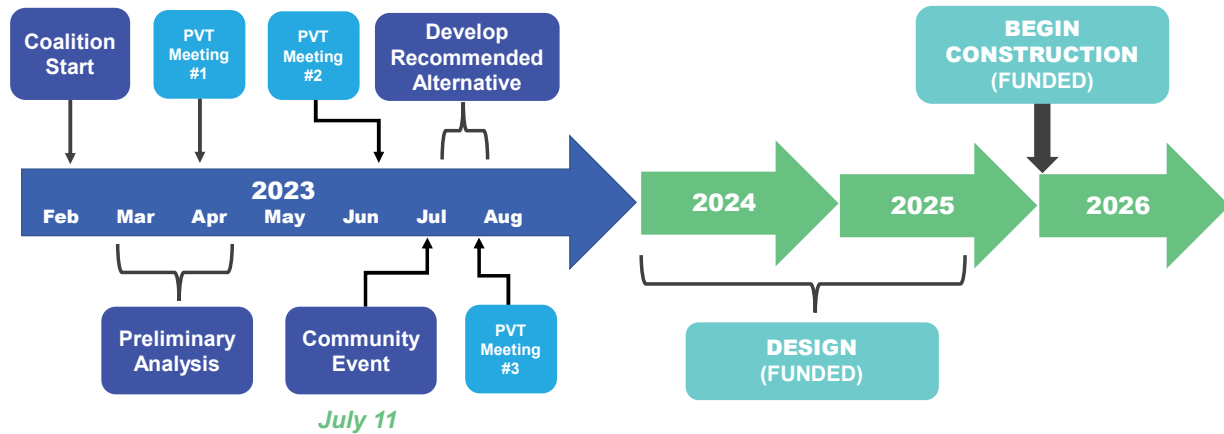 Coalition
Start
PVT
Meeting
#1
PVT
Meeting
#2
Develop
Recommended
Alternative
BEGIN
CONSTRUCTION
(FUNDED)
2023
Feb Mar Apr May Jun Jul Aug
2024
2025
2026
Preliminary
Analysis
Community
Event
PVT
Meeting
#3
DESIGN
(FUNDED)
July 11